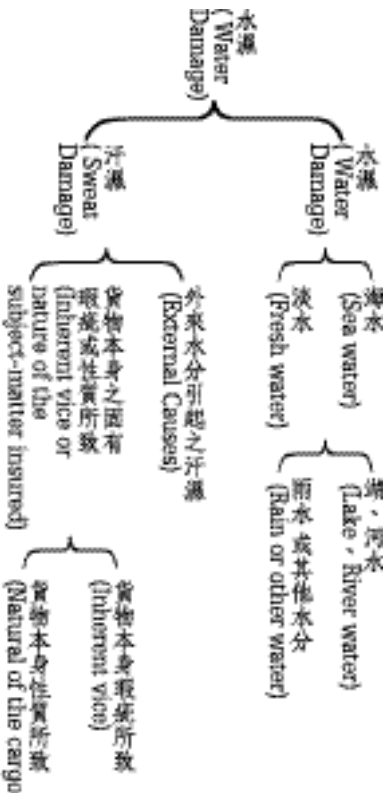 水濕
( Water
Damage)
水濕
( Water
Damage)
海水
(Sea water)
淡水
(Fresh water)
湖，河水
(Lake，River water)
雨水 或其他水分
(Rain or other water)
汗濕
( Sweat
Damage)
外來水分引起之汗濕
(External Causes)
貨物本身之固有
瑕疵或性質所致
(Inherent vice or
nature of the
subject-matter insured)
貨物本身瑕疵所致
(Inherent vice)
貨物本身性質所致
(Natural of the cargo